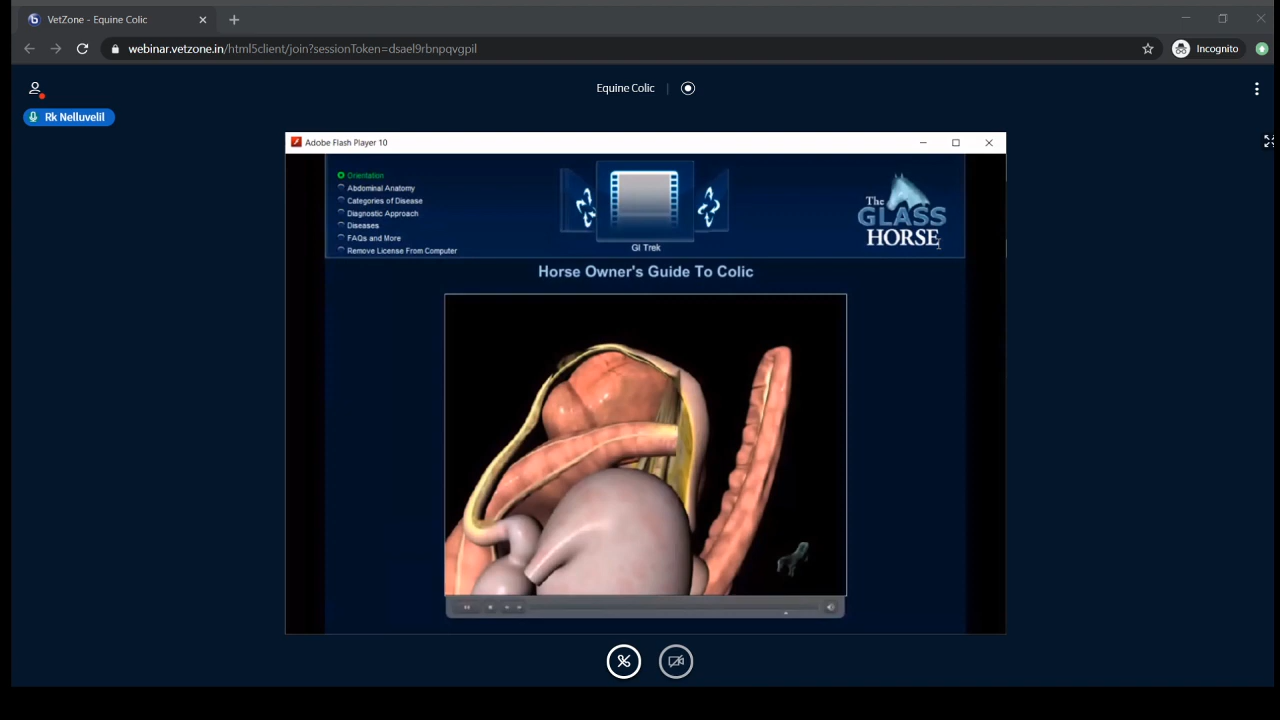 VetZone - Equine Colic
webinar.vetzone.in/html5client/join?sessionToken=dsael9rbnpqvgpil
Incognito
Equine Colic
Rk Nelluvelil
Adobe Flash Player 10
Orientation
Abdominal Anatomy
Categories of Disease
Diagnostic Approach
Diseases
FAQs and More
Remove License From Computer
GI Trek
The
GLASS
HORSE
Horse Owner's Guide To Colic